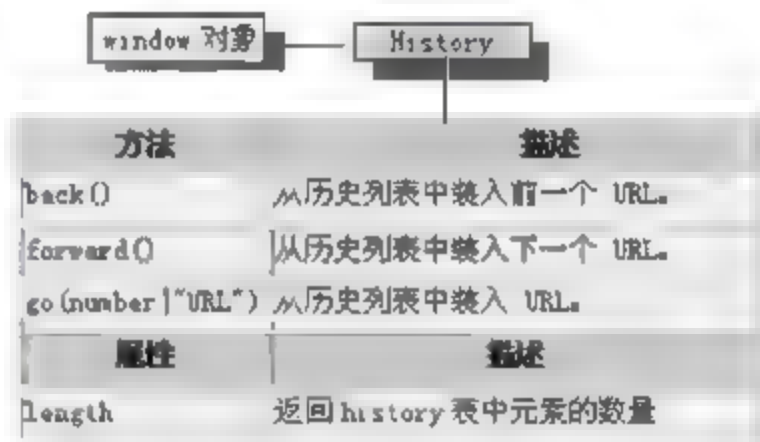 window 对象
History
方法 描述
back() 从历史列表中装入前一个 URL。
forward() 从历史列表中装入下一个 URL。
go(number|"URL") 从历史列表中装入 URL。
属性 描述
length 返回 history 表中元素的数量